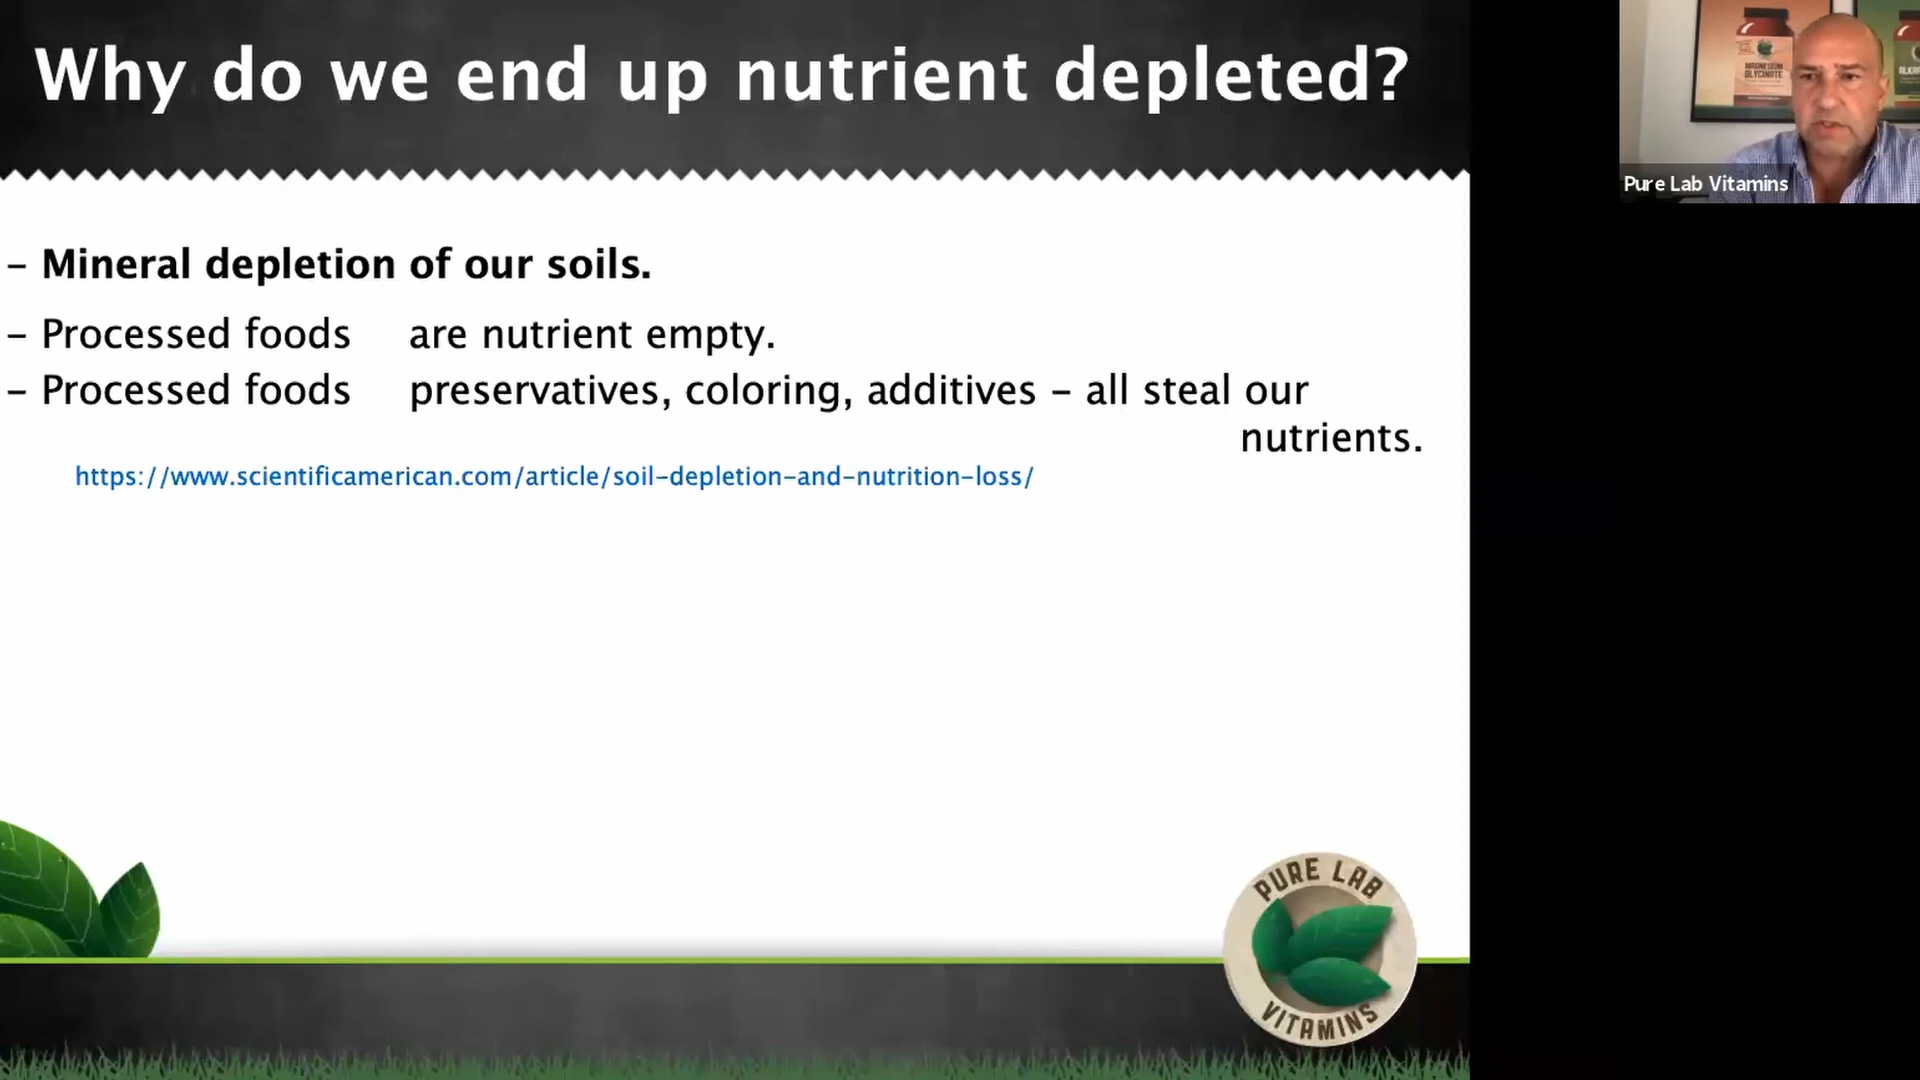 Why do we end up nutrient depleted?
– Mineral depletion of our soils.
– Processed foods are nutrient empty.
– Processed foods preservatives, coloring, additives – all steal our
nutrients.
https://www.scientificamerican.com/article/soil-depletion-and-nutrition-loss/
PURE LAB
VITAMINS
MAGNESIUM
GLYCINATE
Pure Lab Vitamins